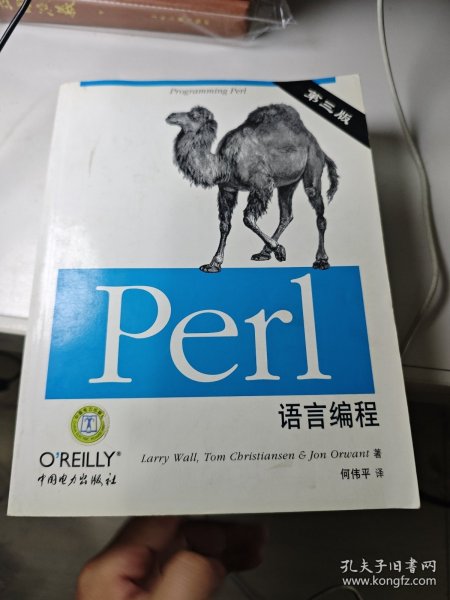 Programming Perl
第三版
Perl
语言编程
O'REILLY®
中国电力出版社
Larry Wall, Tom Christiansen & Jon Orwant 著
何伟平 译
孔夫子旧书网
www.kongfz.com